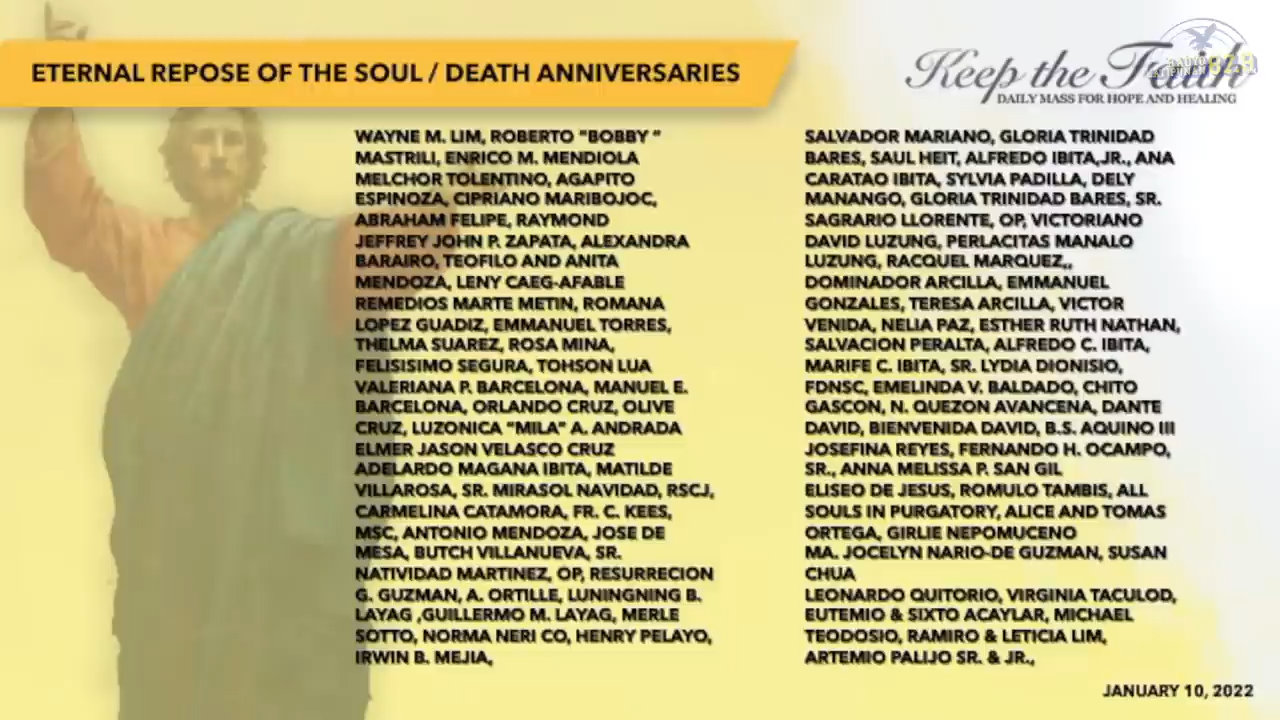 ETERNAL REPOSE OF THE SOUL / DEATH ANNIVERSARIES
Keep the Faith
DAILY MASS FOR HOPE AND HEALING
WAYNE M. LIM, ROBERTO "BOBBY "
MASTRILI, ENRICO M. MENDIOLA
MELCHOR TOLENTINO, AGAPITO
ESPINOZA, CIPRIANO MARIBOJOC,
ABRAHAM FELIPE, RAYMOND
JEFFREY JOHN P. ZAPATA, ALEXANDRA
BARAIRO, TEOFILO AND ANITA
MENDOZA, LENY CAEG-AFABLE
REMEDIOS MARTE METIN, ROMANA
LOPEZ GUADIZ, EMMANUEL TORRES,
THELMA SUAREZ, ROSA MINA,
FELISISIMO SEGURA, TOHSON LUA
VALERIANA P. BARCELONA, MANUEL E.
BARCELONA, ORLANDO CRUZ, OLIVE
CRUZ, LUZONICA "MILA" A. ANDRADA
ELMER JASON VELASCO CRUZ
ADELARDO MAGANA IBITA, MATILDE
VILLAROSA, SR. MIRASOL NAVIDAD, RSCJ,
CARMELINA CATAMORA, FR. C. KEES,
MSC, ANTONIO MENDOZA, JOSE DE
MESA, BUTCH VILLANUEVA, SR.
NATIVIDAD MARTINEZ, OP, RESURRECION
G. GUZMAN, A. ORTILLE, LUNINGNING B.
LAYAG ,GUILLERMO M. LAYAG, MERLE
SOTTO, NORMA NERI CO, HENRY PELAYO,
IRWIN B. MEJIA,
SALVADOR MARIANO, GLORIA TRINIDAD
BARES, SAUL HEIT, ALFREDO IBITA,JR., ANA
CARATAO IBITA, SYLVIA PADILLA, DELY
MANANGO, GLORIA TRINIDAD BARES, SR.
SAGRARIO LLORENTE, OP, VICTORIANO
DAVID LUZUNG, PERLACITAS MANALO
LUZUNG, RACQUEL MARQUEZ,,
DOMINADOR ARCILLA, EMMANUEL
GONZALES, TERESA ARCILLA, VICTOR
VENIDA, NELIA PAZ, ESTHER RUTH NATHAN,
SALVACION PERALTA, ALFREDO C. IBITA,
MARIFE C. IBITA, SR. LYDIA DIONISIO,
FDNSC, EMELINDA V. BALDADO, CHITO
GASCON, N. QUEZON AVANCENA, DANTE
DAVID, BIENVENIDA DAVID, B.S. AQUINO III
JOSEFINA REYES, FERNANDO H. OCAMPO,
SR., ANNA MELISSA P. SAN GIL
ELISEO DE JESUS, ROMULO TAMBIS, ALL
SOULS IN PURGATORY, ALICE AND TOMAS
ORTEGA, GIRLIE NEPOMUCENO
MA. JOCELYN NARIO-DE GUZMAN, SUSAN
CHUA
LEONARDO QUITORIO, VIRGINIA TACULOD,
EUTEMIO & SIXTO ACAYLAR, MICHAEL
TEODOSIO, RAMIRO & LETICIA LIM,
ARTEMIO PALIJO SR. & JR.,
JANUARY 10, 2022